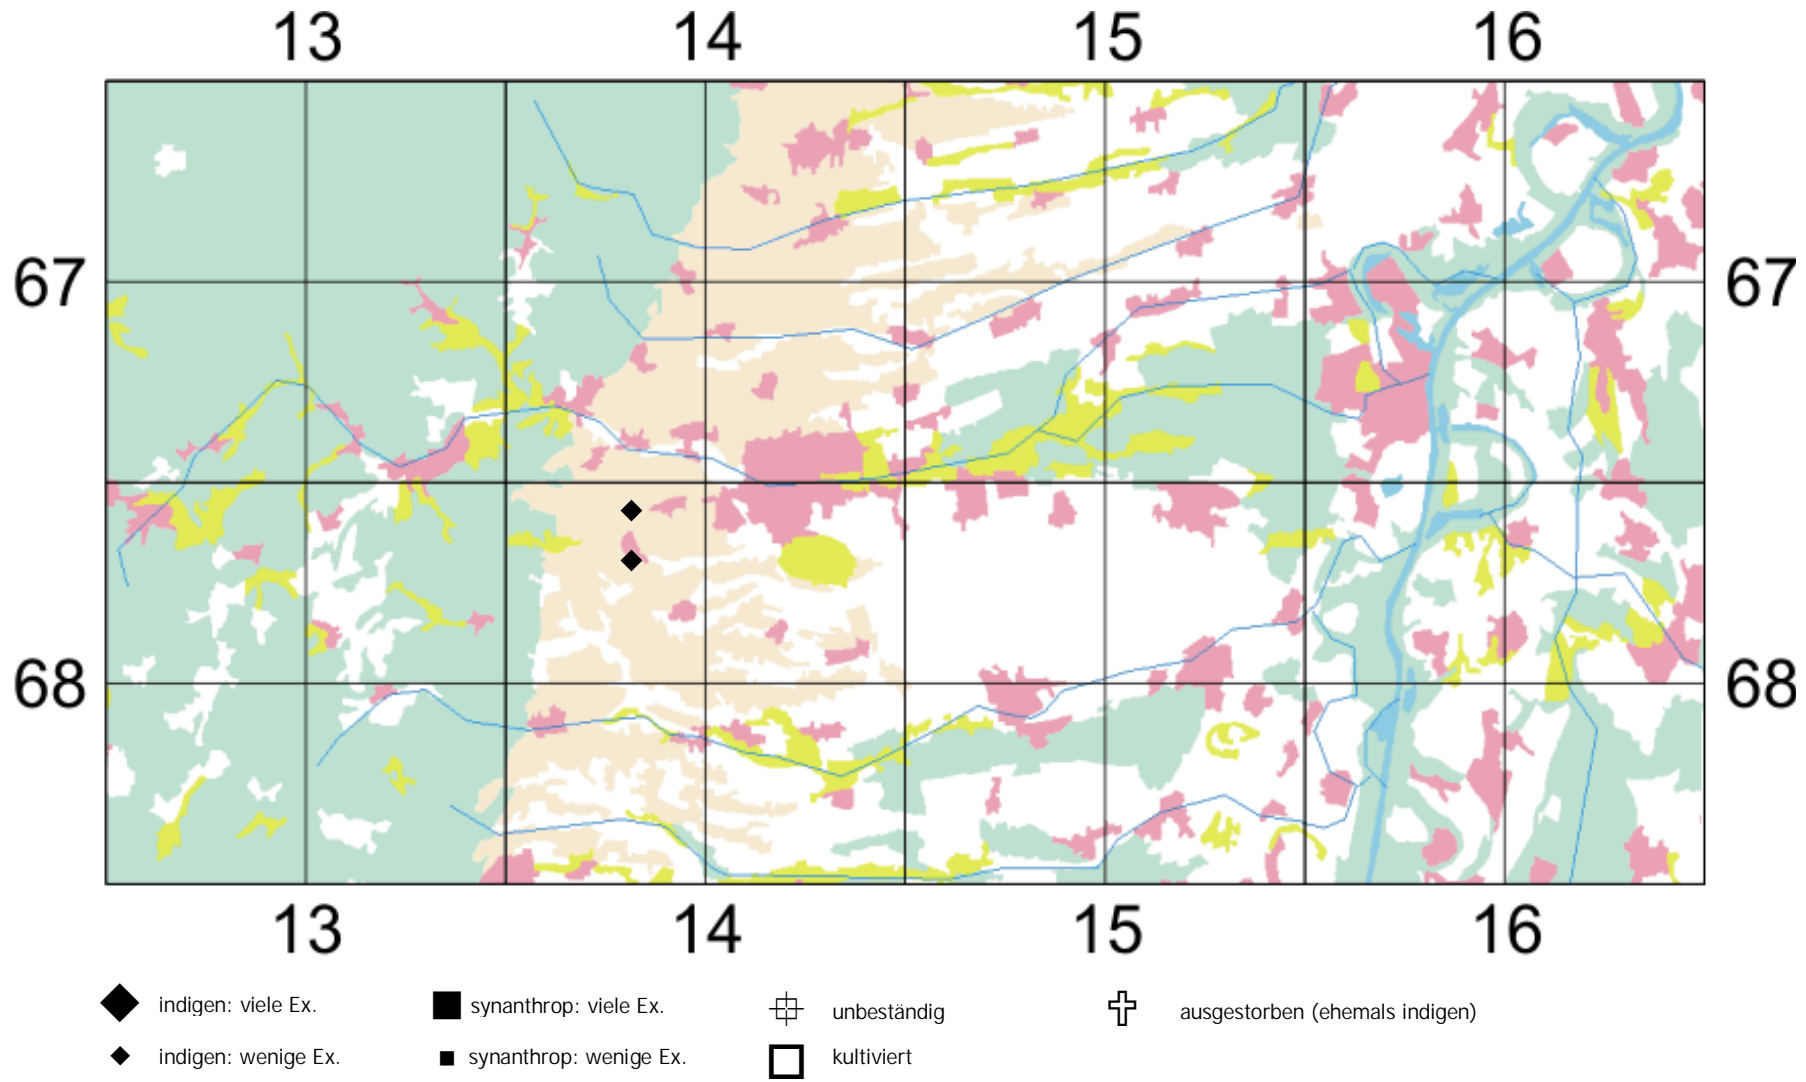 13 14 15 16
67 67
68 68
13 14 15 16
indigen: viele Ex. synanthrop: viele Ex. unbeständig ausgestorben (ehemals indigen)
indigen: wenige Ex. synanthrop: wenige Ex. kultiviert